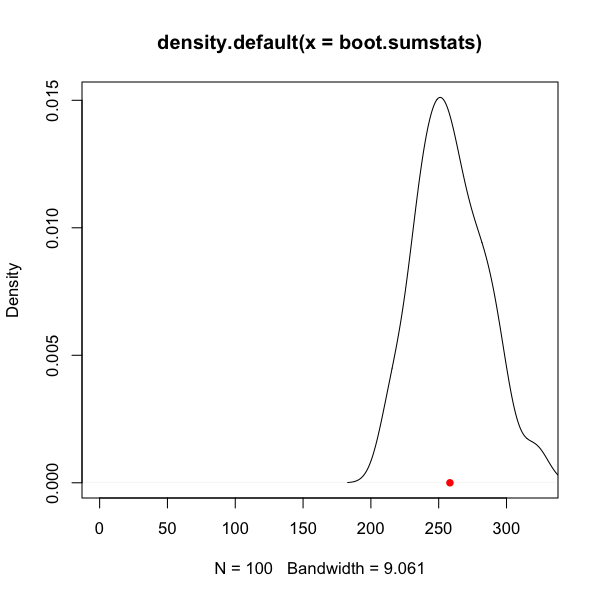 density.default(x = boot.sumstats)
0.015
0.010
0.005
0.000
Density
0 50 100 150 200 250 300
N = 100 Bandwidth = 9.061